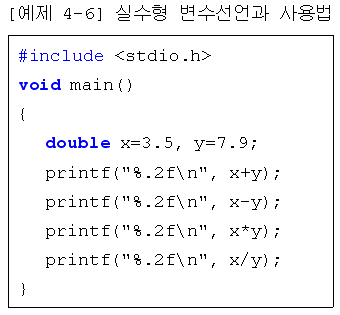 [예제 4-6] 실수형 변수선언과 사용법
#include <stdio.h>
void main()
{
double x=3.5, y=7.9;
printf("%.2f\n", x+y);
printf("%.2f\n", x-y);
printf("%.2f\n", x*y);
printf("%.2f\n", x/y);
}